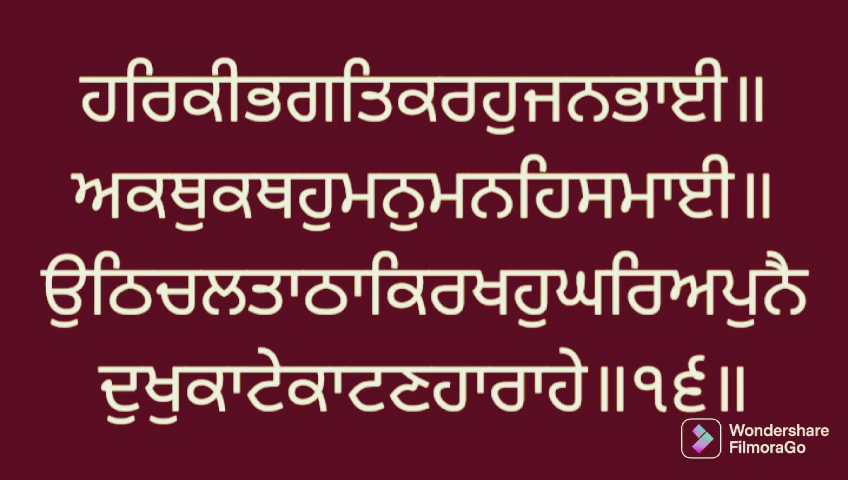 ਹਰਿਕੀਭਗਤਿਕਰਹੁਜਨਭਾਈ॥
ਅਕਥੁਕਥਹੁਮਨੁਮਨਹਿਸਮਾਈ॥
ਉਠਿਚਲਤਾਠਾਕਿਰਖਹੁਘਰਿਅਪੁਨੈ
ਦੁਖੁਕਾਟੇਕਾਟਣਹਾਰਾਹੇ॥੧੬॥
Wondershare
FilmoraGo